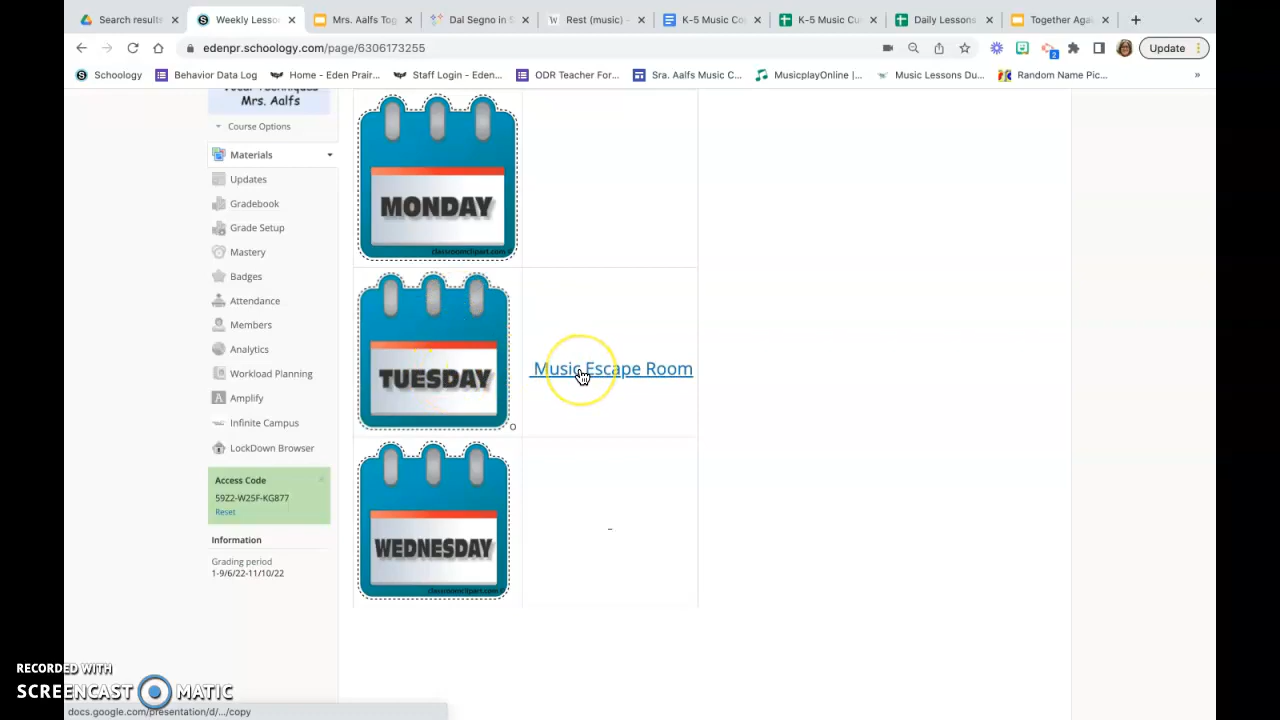 Search results
Weekly Lesso
Mrs. Aalfs Tog
Dal Segno in S
Rest (music) -
K-5 Music Co
K-5 Music Cu
Daily Lessons
Together Agai
edenpr.schoology.com/page/6306173255
Update
Schoology
Behavior Data Log
Home - Eden Prair...
Staff Login - Eden...
ODR Teacher For...
Sra. Aalfs Music C...
MusicplayOnline |...
Music Lessons Du...
Random Name Pic...
»
Mrs. Aalfs
Course Options
Materials
Updates
Gradebook
Grade Setup
Mastery
Badges
Attendance
Members
Analytics
Workload Planning
Amplify
Infinite Campus
LockDown Browser
Access Code
59Z2-W25F-KG877
Reset
Information
Grading period
1-9/6/22-11/10/22
MONDAY
classroomclipart.com
TUESDAY
Music Escape Room
WEDNESDAY
classroomclipart.com
-
RECORDED WITH
SCREENCAST MATIC
docs.google.com/presentation/d/.../copy